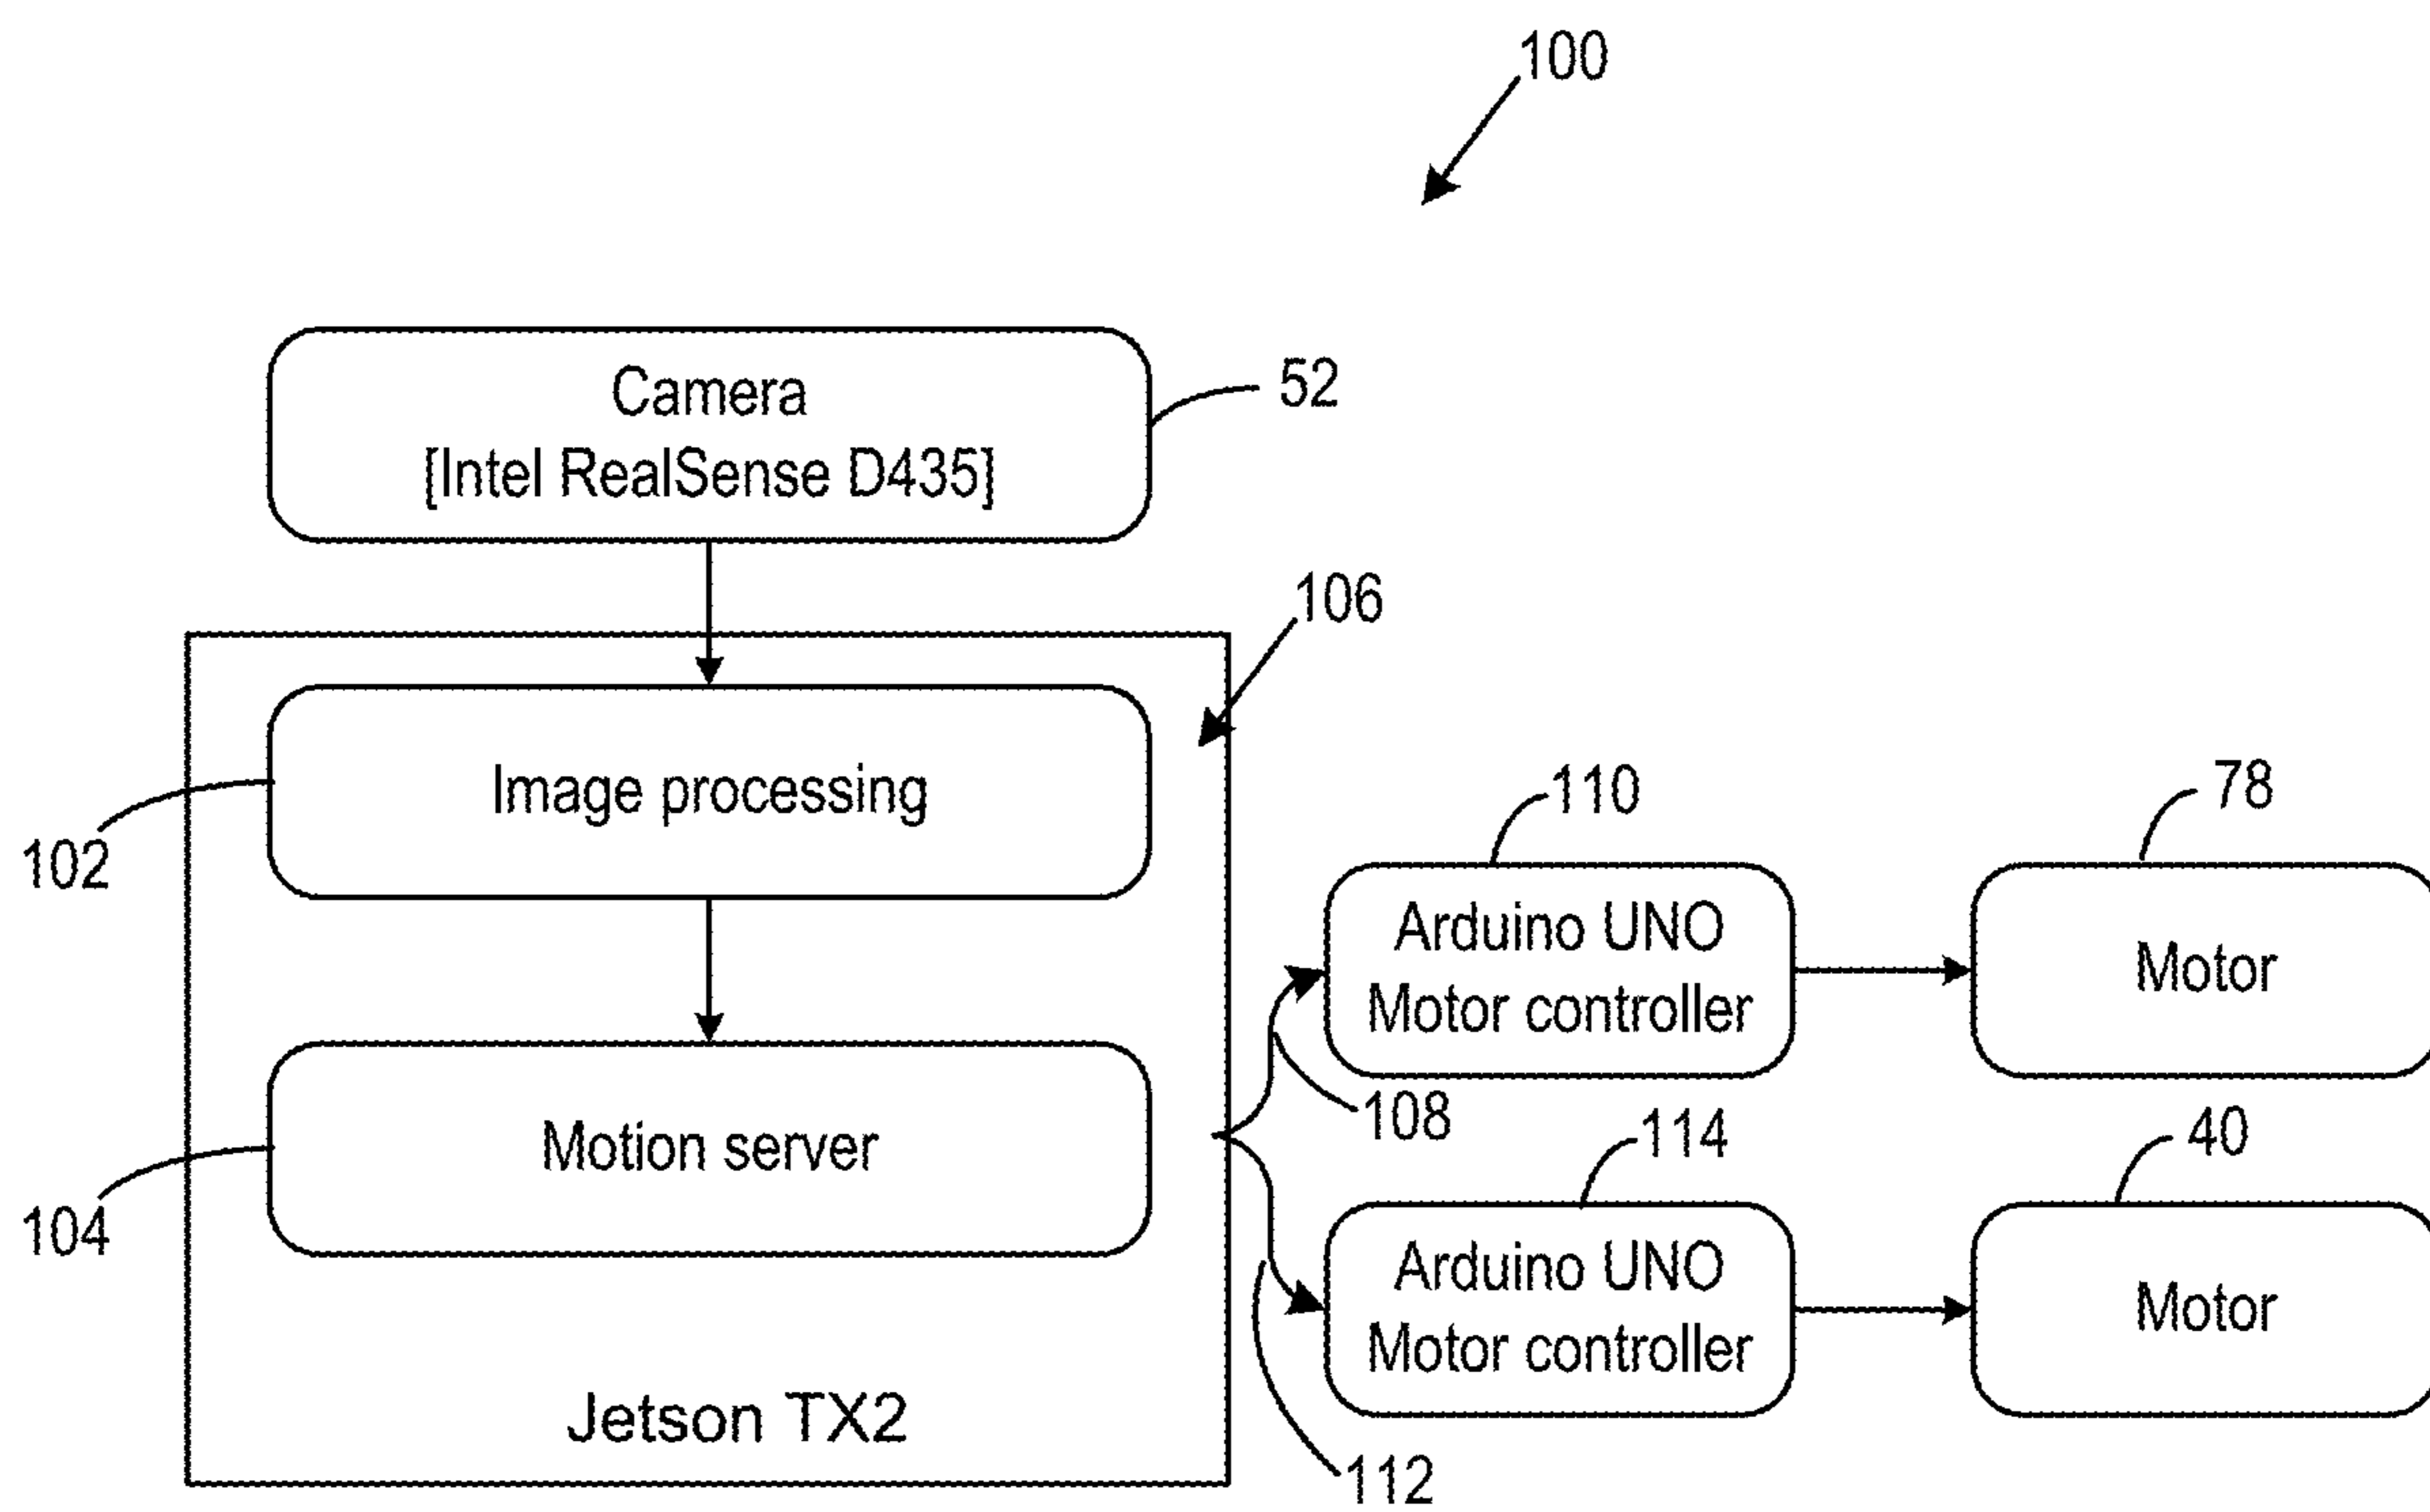 100
Camera
[Intel RealSense D435]
52
106
Image processing
102
110
78
Arduino UNO
Motor controller
Motor
108
Motion server
104
114
40
Arduino UNO
Motor controller
Motor
Jetson TX2
112